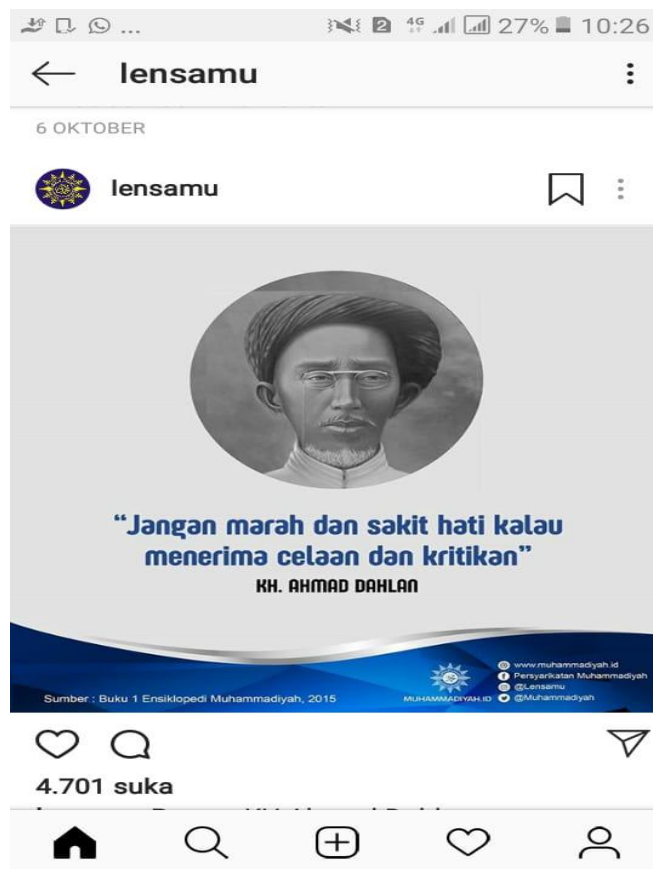 ... 2 4G 27% 10:26
lensamu
6 OKTOBER
lensamu
“Jangan marah dan sakit hati kalau
menerima celaan dan kritikan”
KH. AHMAD DAHLAN
www.muhammadiyah.id
Persyarikatan Muhammadiyah
@Lensamu
@Muhammadiyah
MUHAMMADIYAH.ID
Sumber : Buku 1 Ensiklopedi Muhammadiyah, 2015
4.701 suka